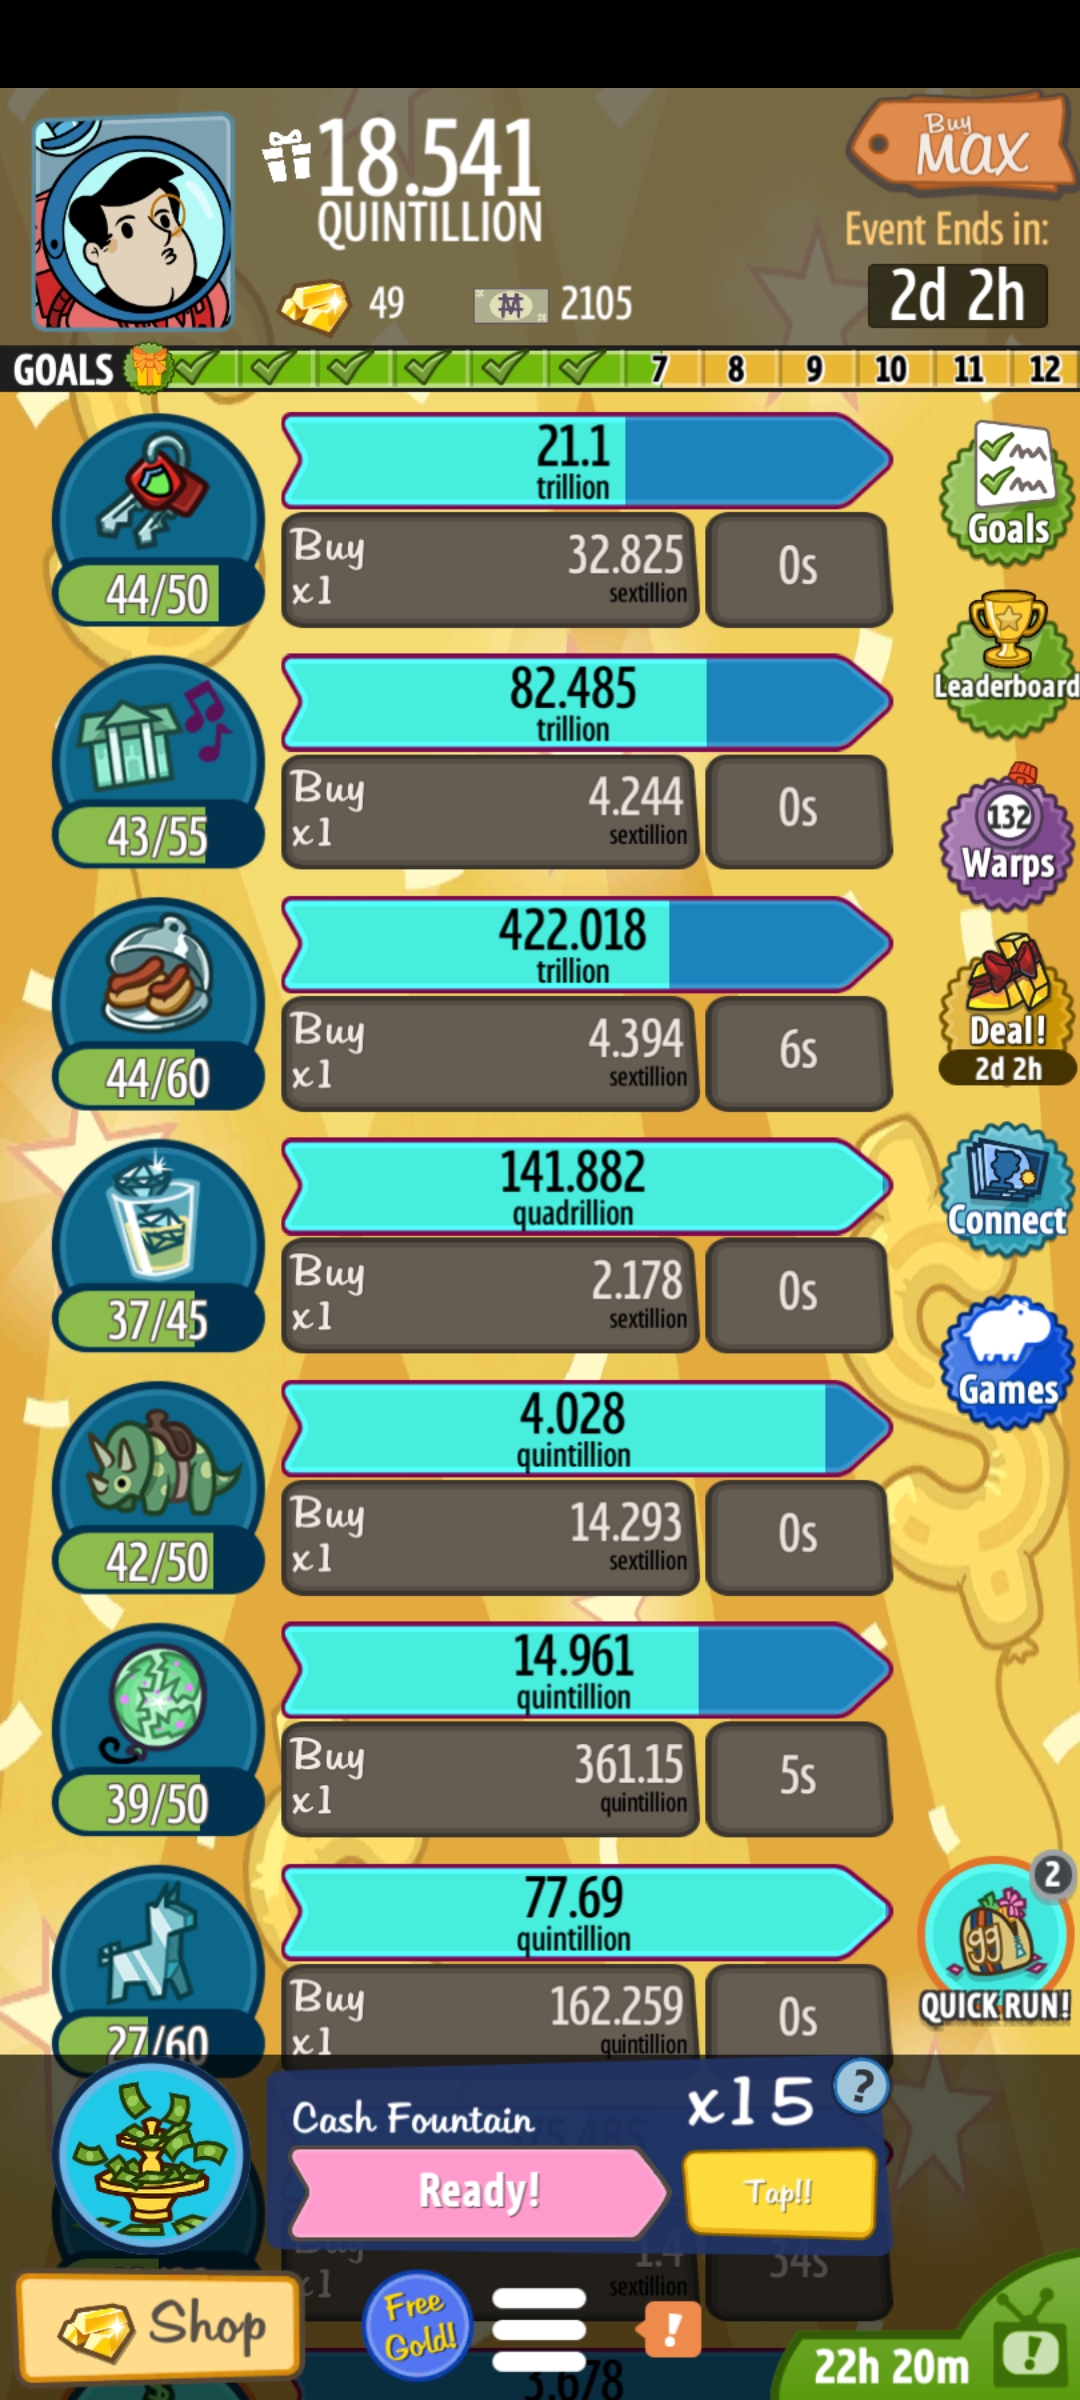 18.541
QUINTILLION
Buy
MAX
Event Ends in:
49
2105
2d 2h
GOALS
7 8 9 10 11 12
21.1
trillion
44/50
Buy
x1
32.825
sextillion
0s
Goals
82.485
trillion
43/55
Buy
x1
4.244
sextillion
0s
Leaderboard
132
Warps
422.018
trillion
44/60
Buy
x1
4.394
sextillion
6s
Deal!
2d 2h
141.882
quadrillion
37/45
Buy
x1
2.178
sextillion
0s
Connect
4.028
quintillion
42/50
Buy
x1
14.293
sextillion
0s
Games
14.961
quintillion
39/50
Buy
x1
361.15
quintillion
5s
77.69
quintillion
27/60
Buy
x1
162.259
quintillion
0s
2
gg
QUICK RUN!
Cash Fountain
x15
?
Ready!
Tap!!
Buy
x1
1.4
sextillion
34s
Shop
Free
Gold!
!
3.678
22h 20m
!